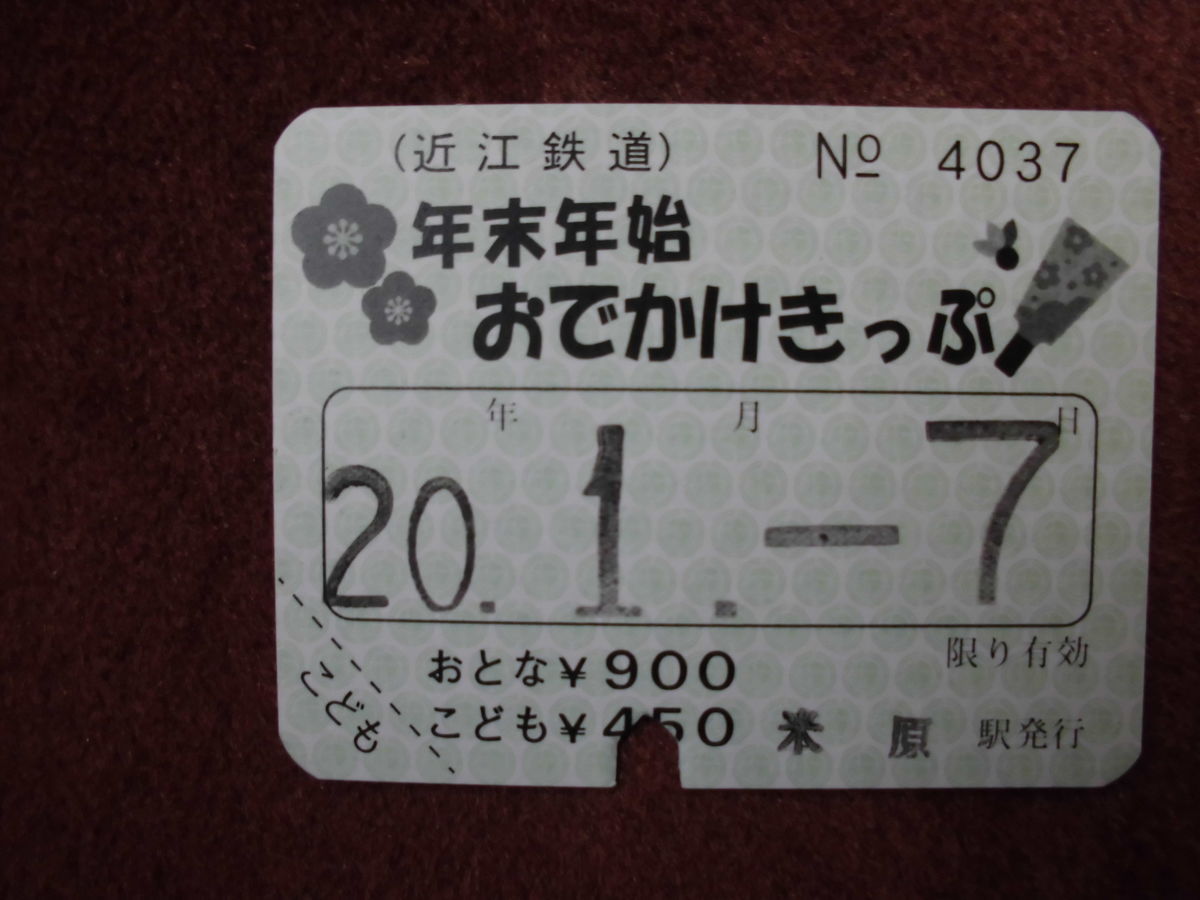 (近江鉄道) Nº 4037
年末年始
おでかけきっぷ
年 月 日
20. 1. -7
限り有効
おとな¥900
こども¥450 米原 駅発行
こども